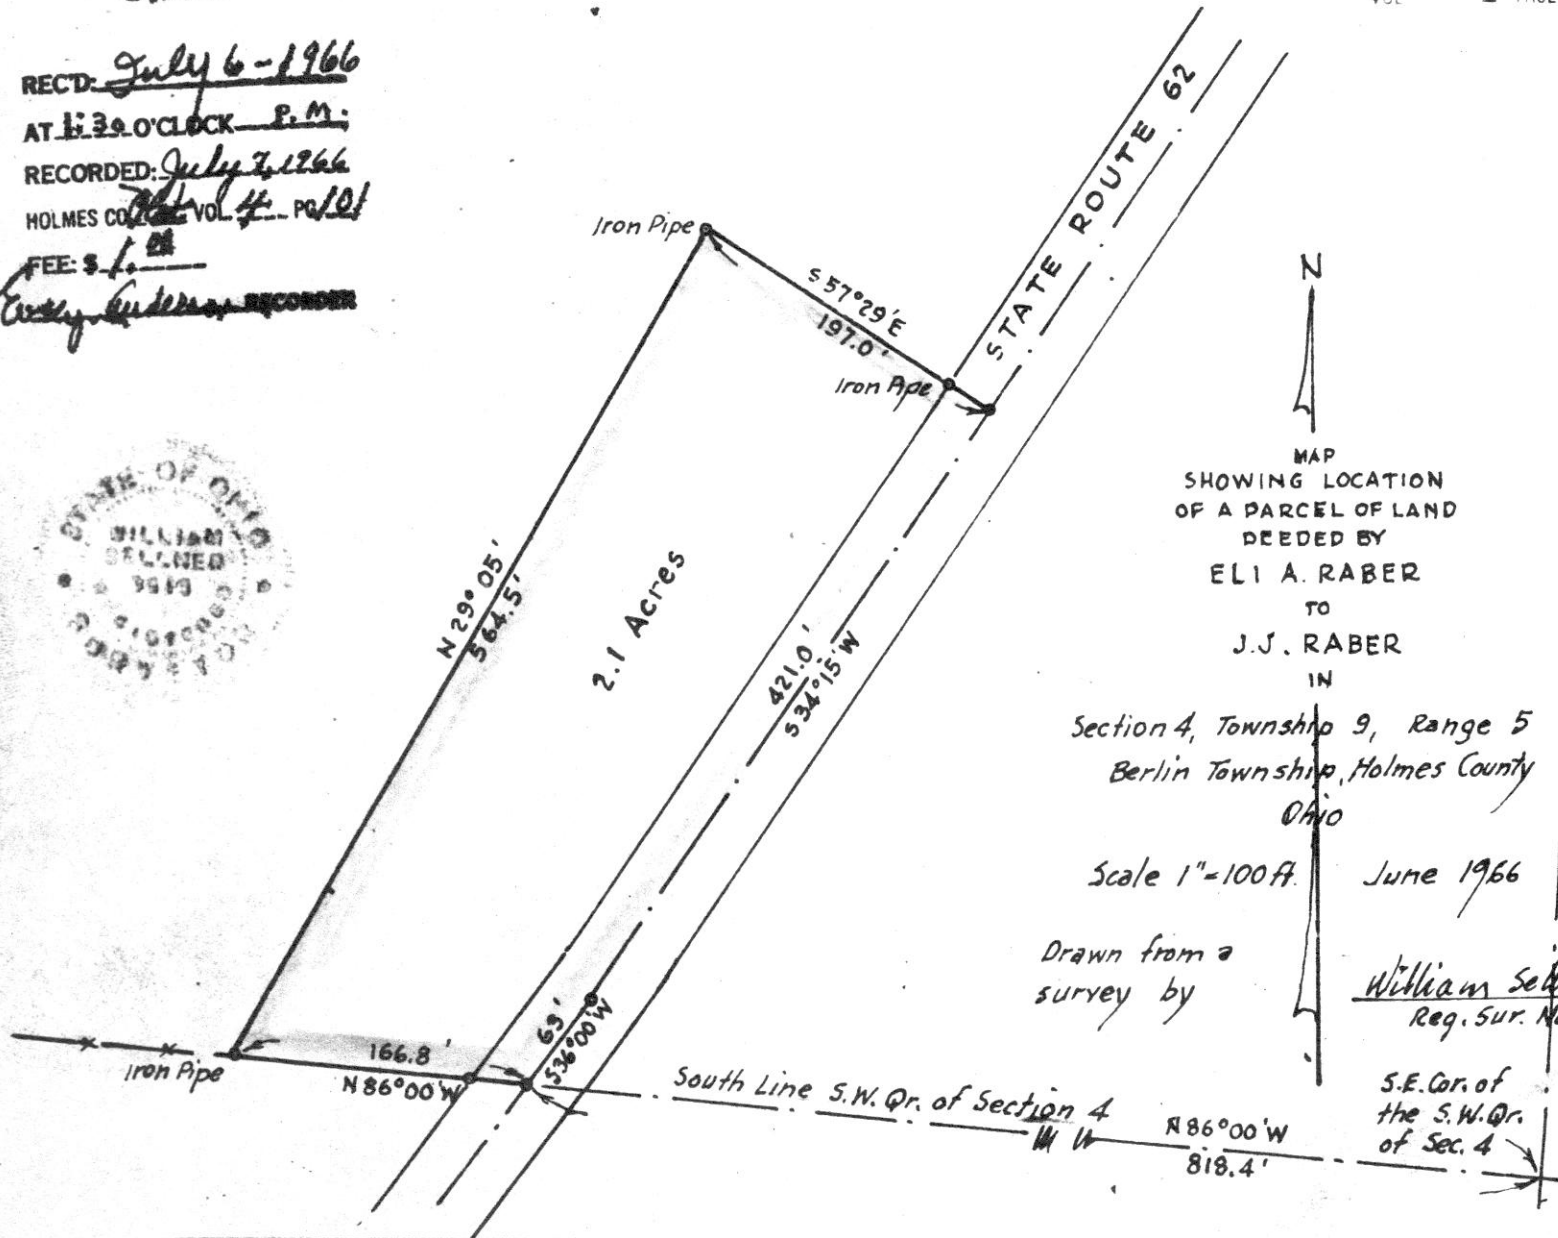 REC'D: July 6 - 1966
AT 1:30 O'CLOCK P.M.
RECORDED: July 7, 1966
HOLMES CO. VOL. 4 PG 101
FEE: $ 1.00
RECORDER
STATE OF OHIO
WILLIAM
Iron Pipe
S 57°29'E
197.0'
Iron Pipe
STATE ROUTE 62
N
N 29° 05'
564.5'
2.1 Acres
421.0'
S 34°15'W
MAP
SHOWING LOCATION
OF A PARCEL OF LAND
DEEDED BY
ELI A. RABER
TO
J.J. RABER
IN
Section 4, Township 9, Range 5
Berlin Township, Holmes County
Ohio
Scale 1"=100ft. June 1966
Drawn from a
survey by
William
Reg. Sur.
63'
S36°00'W
166.8'
N 86°00'W
Iron Pipe
South Line S.W. Qr. of Section 4
N 86°00'W
818.4'
S.E. Cor. of
the S.W. Qr.
of Sec. 4